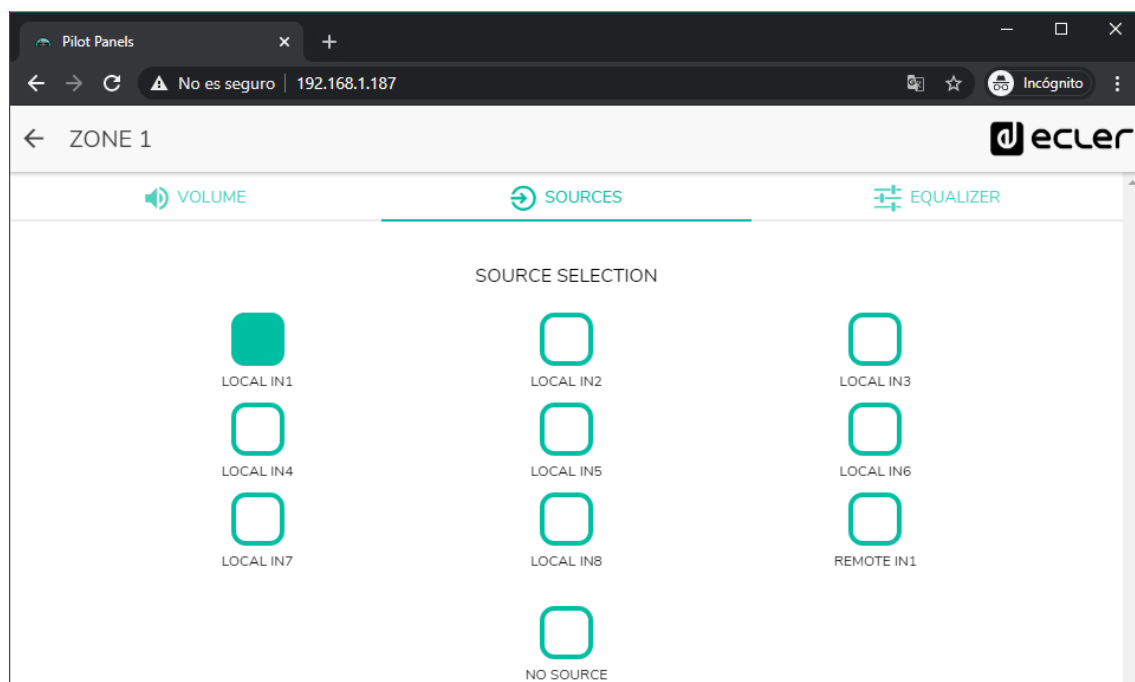 Pilot Panels
No es seguro | 192.168.1.187
Incógnito
ZONE 1
ecler
VOLUME SOURCES EQUALIZER
SOURCE SELECTION
LOCAL IN1 LOCAL IN2 LOCAL IN3
LOCAL IN4 LOCAL IN5 LOCAL IN6
LOCAL IN7 LOCAL IN8 REMOTE IN1
NO SOURCE